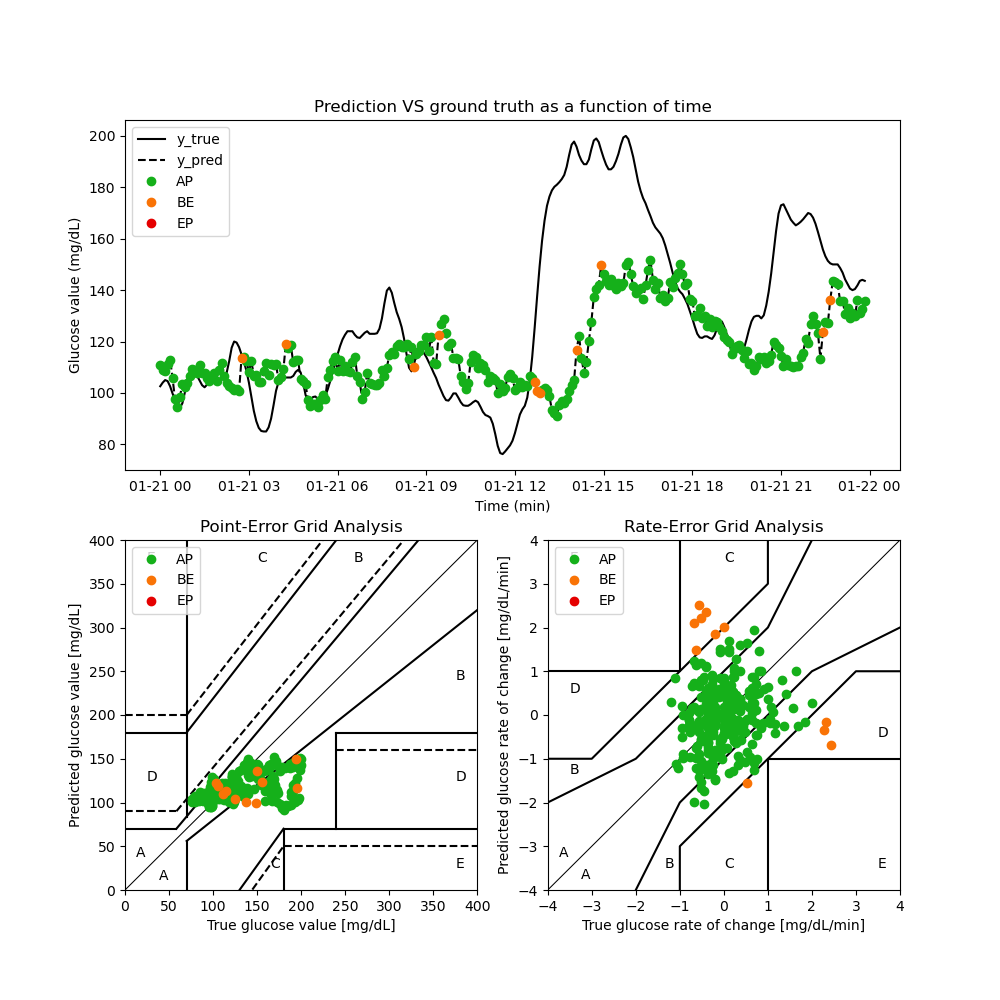 Prediction VS ground truth as a function of time
Glucose value (mg/dL)
200
180
160
140
120
100
80
y_true
y_pred
AP
BE
EP
01-21 00 01-21 03 01-21 06 01-21 09 01-21 12 01-21 15 01-21 18 01-21 21 01-22 00
Time (min)
Point-Error Grid Analysis
Predicted glucose value [mg/dL]
400
350
300
250
200
150
100
50
0
AP
BE
EP
C
B
B
D
D
A
A
C
E
0 50 100 150 200 250 300 350 400
True glucose value [mg/dL]
Rate-Error Grid Analysis
Predicted glucose rate of change [mg/dL/min]
4
3
2
1
0
−1
−2
−3
−4
AP
BE
EP
C
D
D
B
A
A
B
C
E
−4 −3 −2 −1 0 1 2 3 4
True glucose rate of change [mg/dL/min]